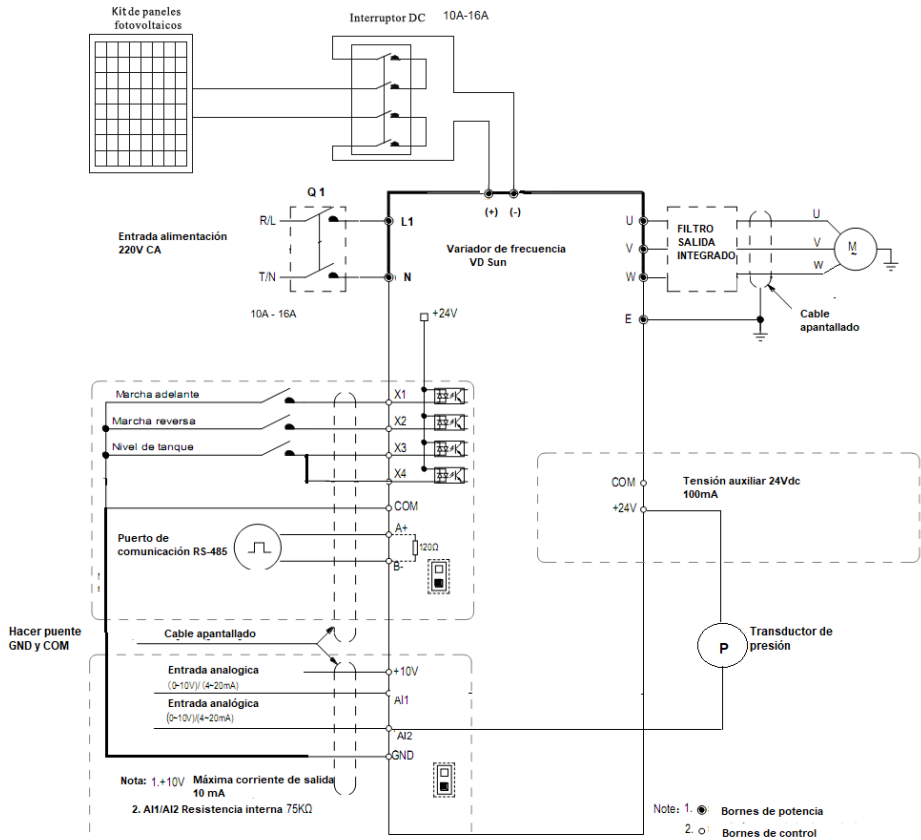 Kit de paneles
fotovoltaicos
Interruptor DC 10A-16A
Q 1
(+) (-)
R/L
L1
Entrada alimentación
220V CA
T/N
N
10A - 16A
Variador de frecuencia
VD Sun
U
V
W
E
FILTRO
SALIDA
INTEGRADO
U
V
W
M
~
Cable
apantallado
+24V
Marcha adelante
X1
Marcha reversa
X2
Nivel de tanque
X3
X4
COM
Puerto de
comunicación RS-485
A+
120Ω
B-
COM
+24V
Tensión auxiliar 24Vdc
100mA
Hacer puente
GND y COM
Cable apantallado
Transductor de
presión
P
Entrada analogica
(0~10V)/(4~20mA)
+10V
AI1
Entrada analógica
(0~10V)/(4~20mA)
AI2
GND
Nota: 1.+10V Máxima corriente de salida
10 mA
2. AI1/AI2 Resistencia interna 75KΩ
Note: 1. : Bornes de potencia
2. : Bornes de control